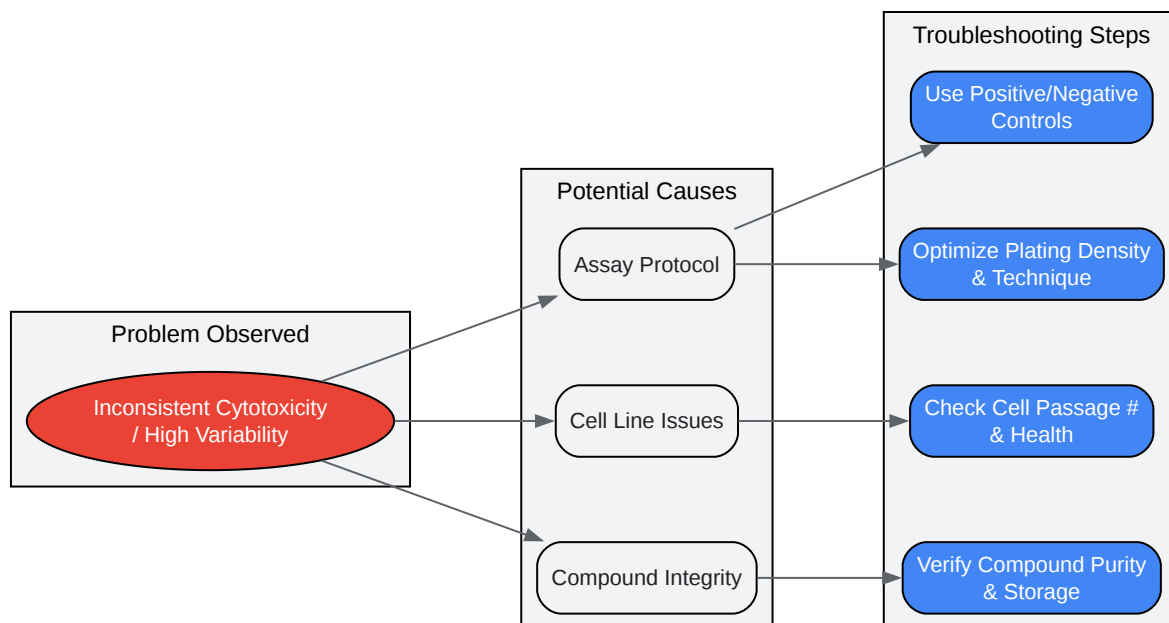 Problem Observed
Inconsistent Cytotoxicity
/ High Variability
Potential Causes
Assay Protocol
Cell Line Issues
Compound Integrity
Troubleshooting Steps
Use Positive/Negative
Controls
Optimize Plating Density
& Technique
Check Cell Passage #
& Health
Verify Compound Purity
& Storage